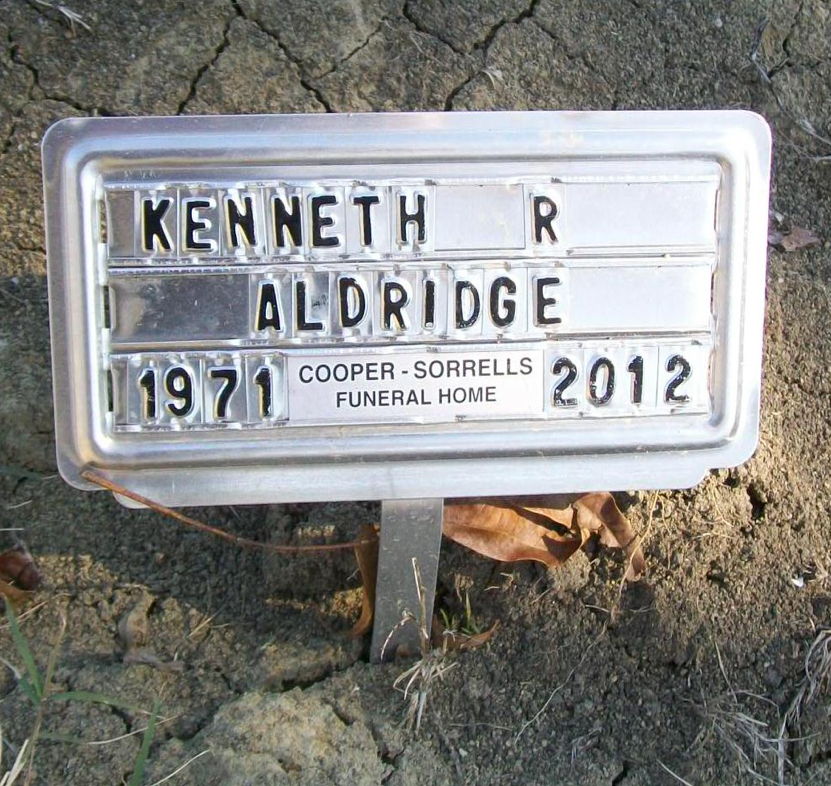 KENNETH R
ALDRIDGE
1971 COOPER - SORRELLS FUNERAL HOME 2012